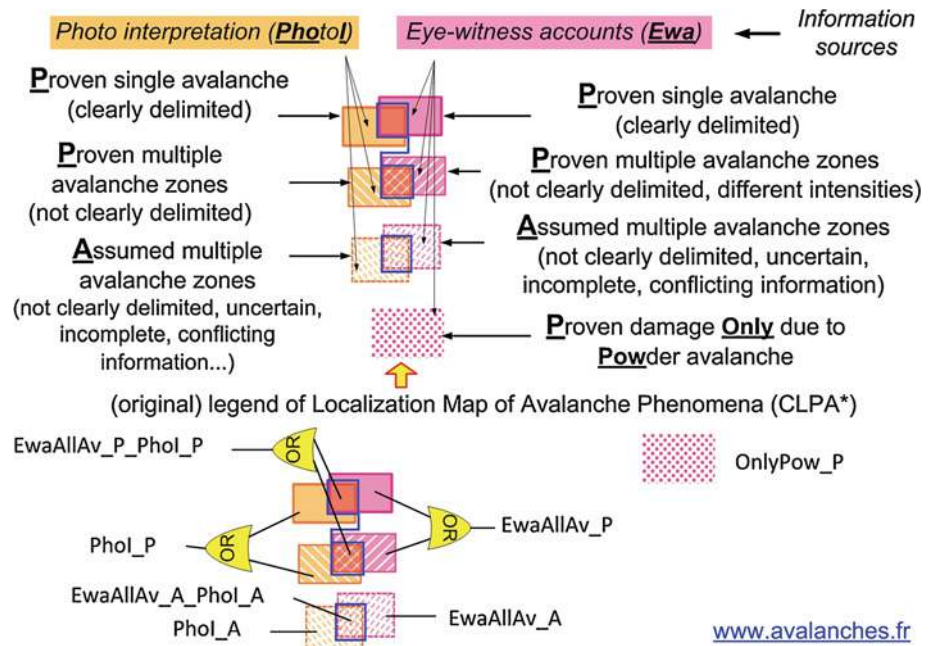 Photo interpretation (PhotoI)
Eye-witness accounts (Ewa)
Information
sources
Proven single avalanche
(clearly delimited)
Proven multiple
avalanche zones
(not clearly delimited)
Assumed multiple
avalanche zones
(not clearly delimited, uncertain,
incomplete, conflicting
information...)
Proven single avalanche
(clearly delimited)
Proven multiple avalanche zones
(not clearly delimited, different intensities)
Assumed multiple avalanche zones
(not clearly delimited, uncertain,
incomplete, conflicting information)
Proven damage Only due to
Powder avalanche
(original) legend of Localization Map of Avalanche Phenomena (CLPA*)
EwaAllAv_P_PhoI_P
OR
OnlyPow_P
PhoI_P
OR
OR
EwaAllAv_P
EwaAllAv_A_PhoI_A
PhoI_A
EwaAllAv_A
www.avalanches.fr